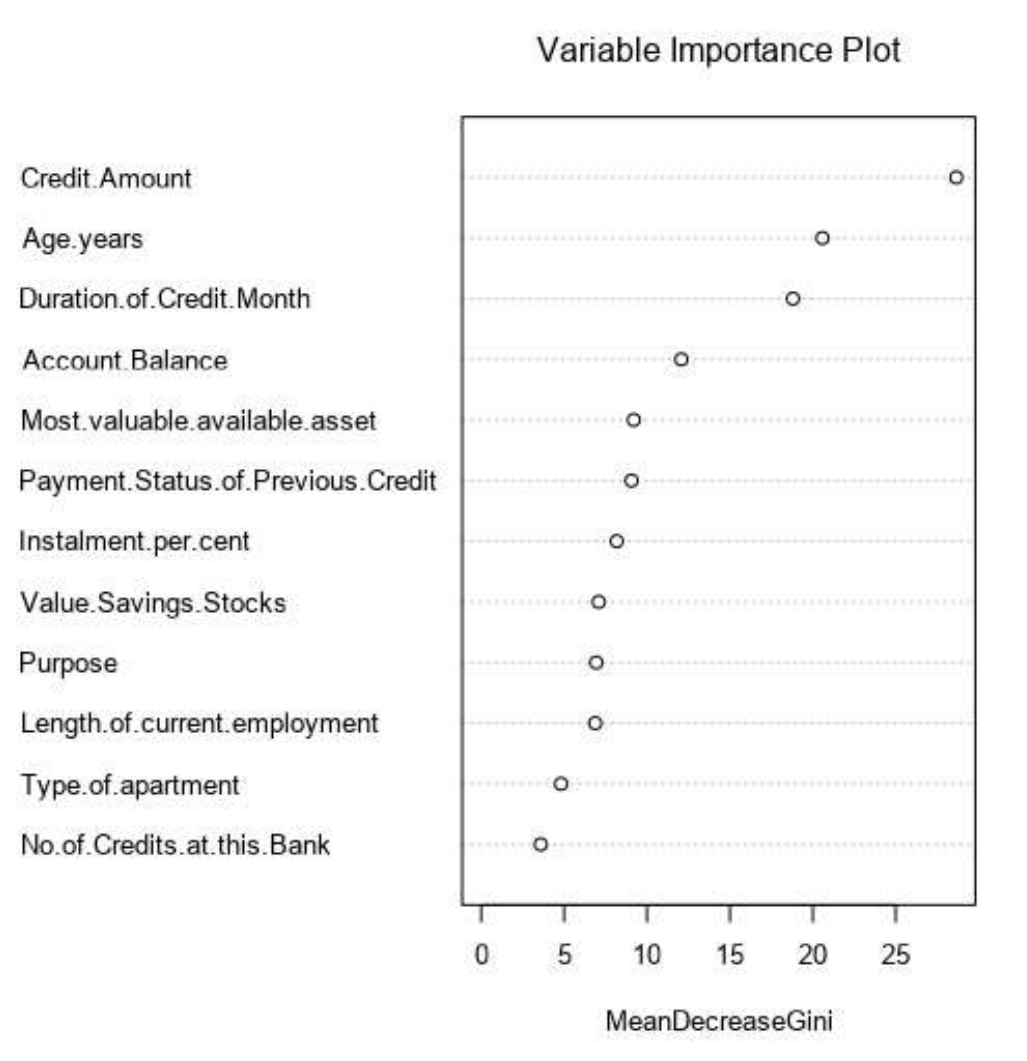 Variable Importance Plot
Credit.Amount
Age.years
Duration.of.Credit.Month
Account.Balance
Most.valuable.available.asset
Payment.Status.of.Previous.Credit
Instalment.per.cent
Value.Savings.Stocks
Purpose
Length.of.current.employment
Type.of.apartment
No.of.Credits.at.this.Bank
0 5 10 15 20 25
MeanDecreaseGini